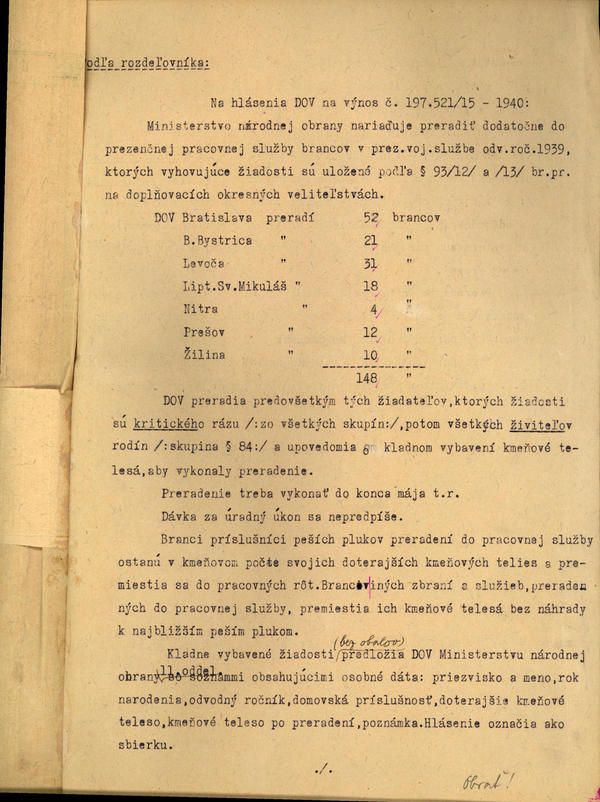 odľa rozdeľovníka:
Na hlásenia DOV na výnos č. 197.521/15 - 1940:
Ministerstvo národnej obrany nariaďuje preradiť dodatočne do
prezenčnej pracovnej služby brancov v prez.voj.službe odv.roč.1939,
ktorých vyhovujúce žiadosti sú uložené podľa § 93/12/ a /13/ br.pr.
na doplňovacích okresných veliteľstvách.
DOV Bratislava preradí 52 brancov
B.Bystrica " 21 "
Levoča " 31 "
Lipt.Sv.Mikuláš " 18 "
Nitra " 4 "
Prešov " 12 "
Žilina " 10 "
148 "
DOV preradia predovšetkým tých žiadateľov,ktorých žiadosti
sú kritického rázu /:zo všetkých skupín:/,potom všetkých živiteľov
rodín /:skupina § 84:/ a upovedomia o kladnom vybavení kmeňové te-
lesá,aby vykonaly preradenie.
Preradenie treba vykonať do konca mája t.r.
Dávka za úradný úkon sa nepredpíše.
Branci príslušníci peších plukov preradení do pracovnej služby
ostanú v kmeňovom počte svojich doterajších kmeňových telies a pre-
miestia sa do pracovných rôt.Brancov iných zbraní a služieb,preraden
ných do pracovnej služby, premiestia ich kmeňové telesá bez náhrady
k najbližším peším plukom.
(bez obalov)
Kladne vybavené žiadosti predložia DOV Ministerstvu národnej
II.oddel.
obrany so soznammi obsahujúcimi osobné dáta: priezvisko a meno,rok
narodenia,odvodný ročník,domovská príslušnosť,doterajšie kmeňové
teleso,kmeňové teleso po preradení,poznámka.Hlásenie označia ako
sbierku.
./.
Obrať!